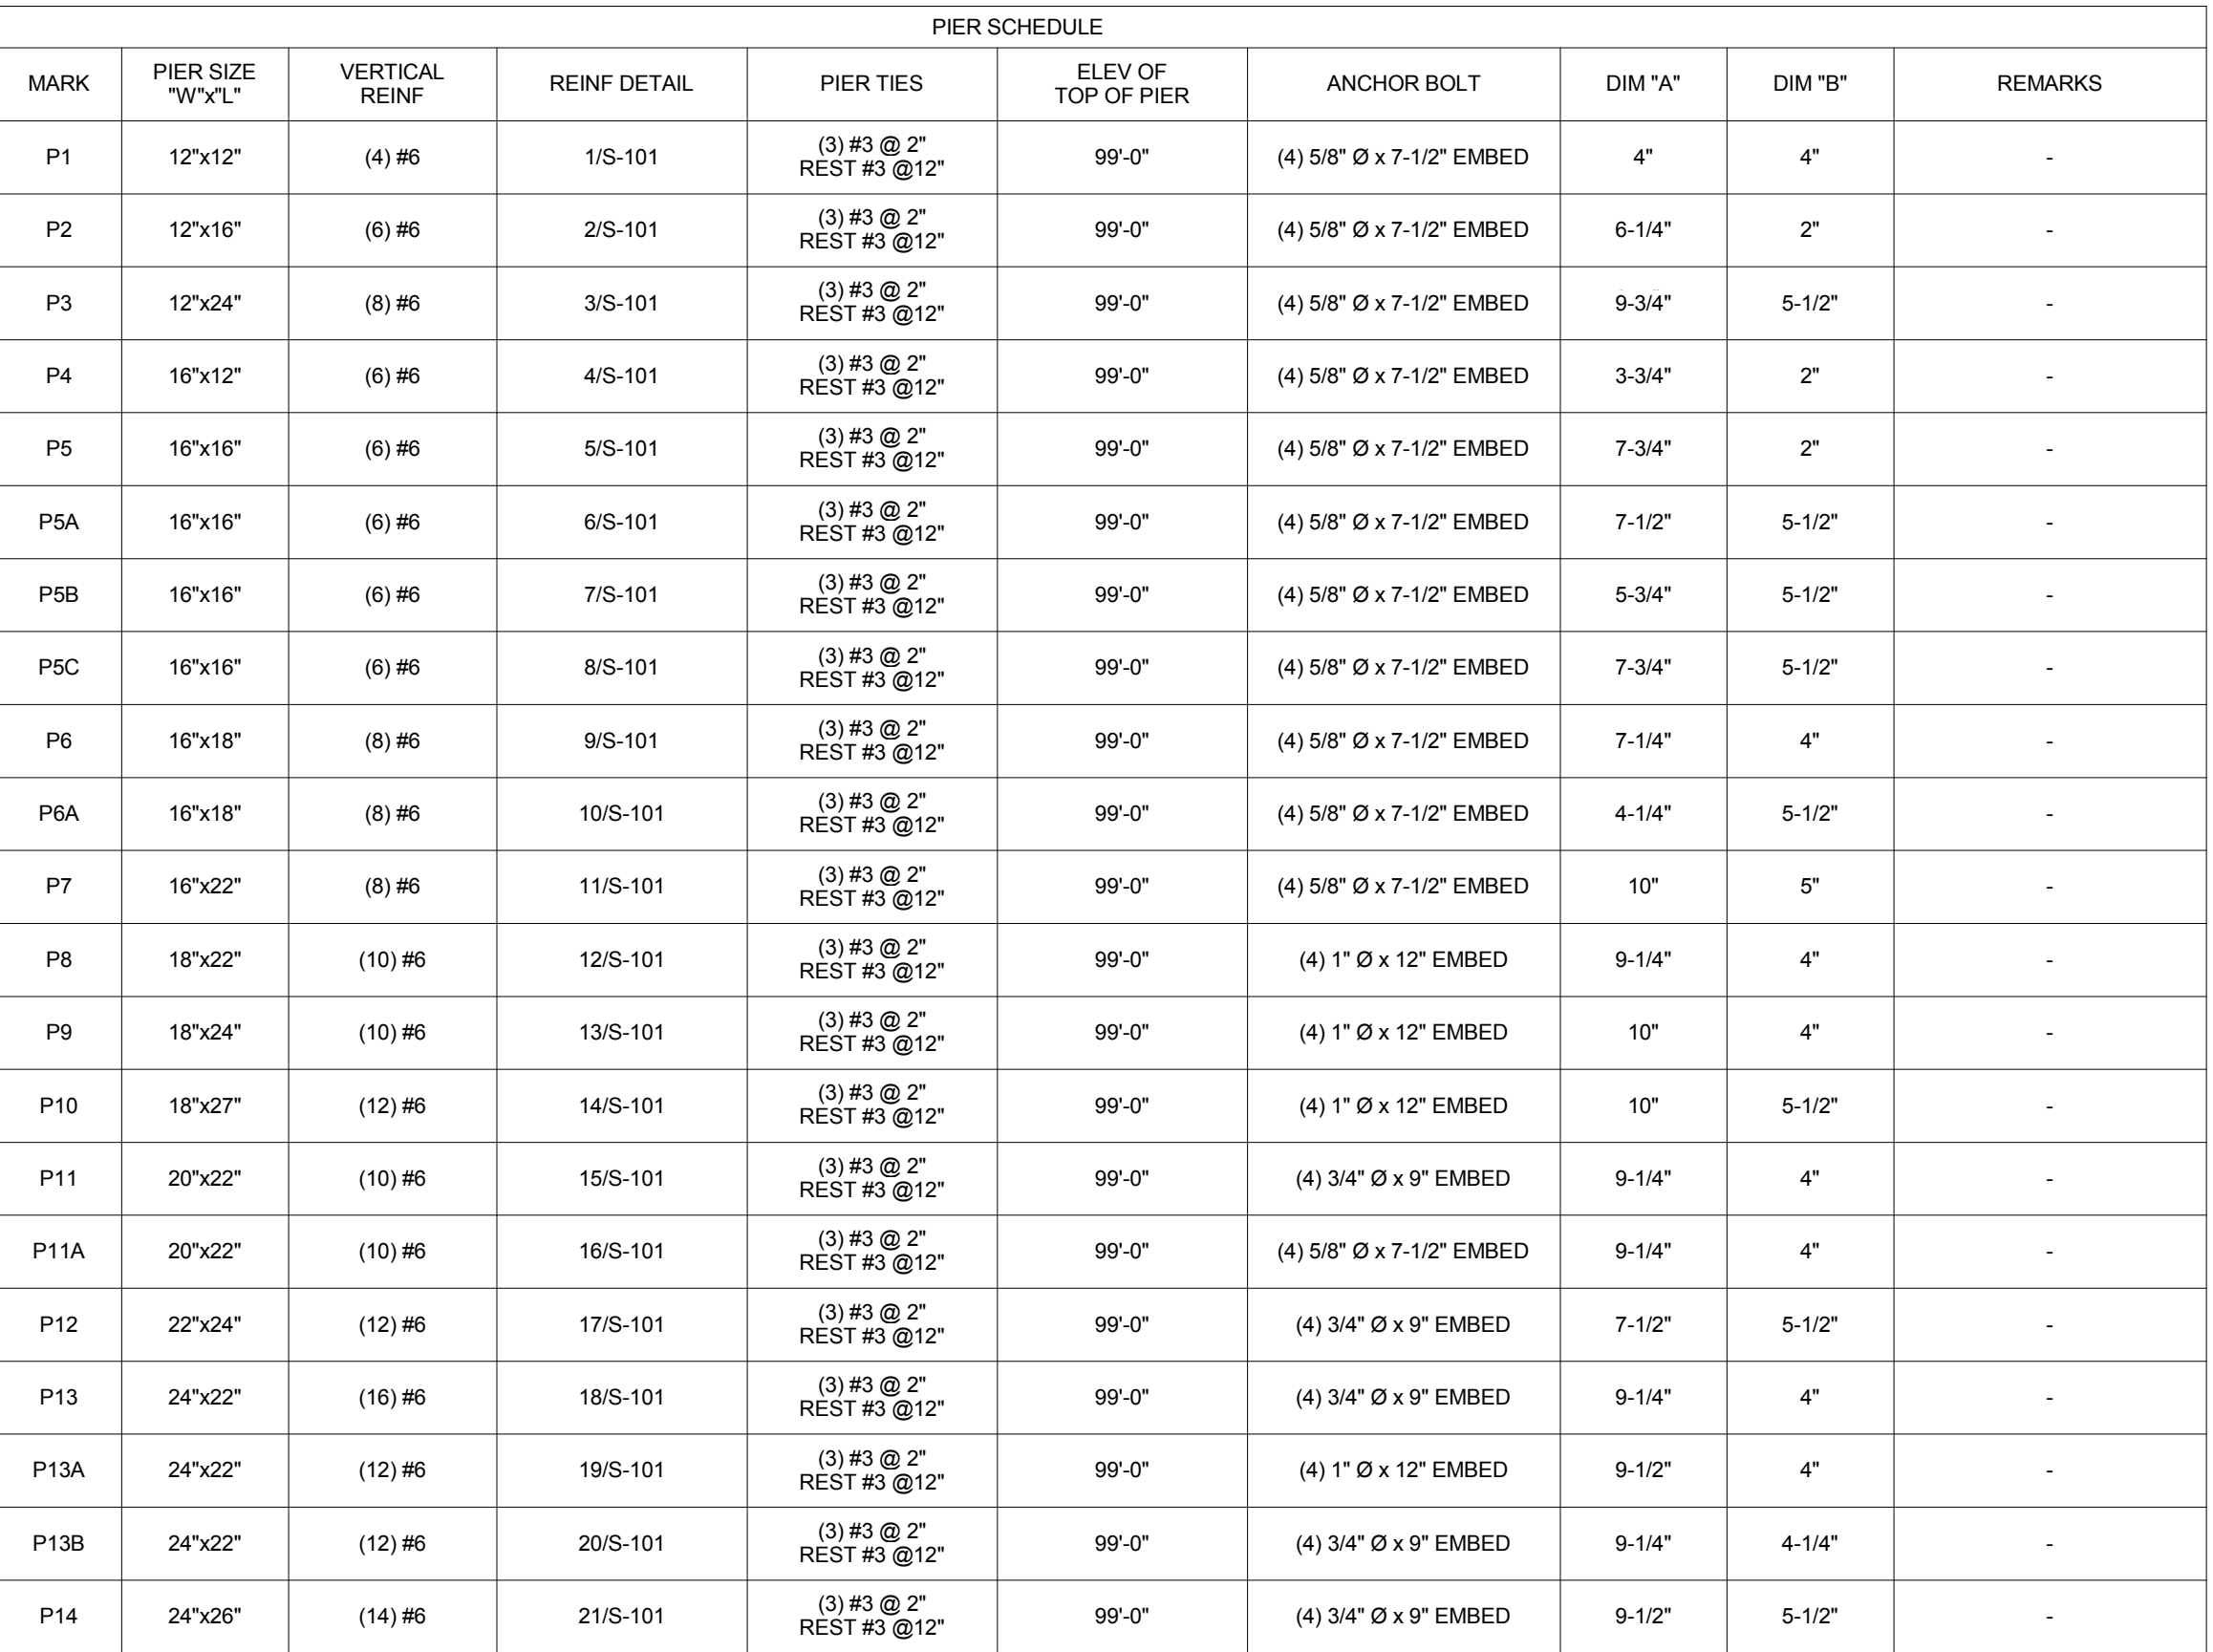 PIER SCHEDULE
MARK PIER SIZE "W"x"L" VERTICAL REINF REINF DETAIL PIER TIES ELEV OF TOP OF PIER ANCHOR BOLT DIM "A" DIM "B" REMARKS
P1 12"x12" (4) #6 1/S-101 (3) #3 @ 2" REST #3 @12" 99'-0" (4) 5/8" Ø x 7-1/2" EMBED 4" 4" -
P2 12"x16" (6) #6 2/S-101 (3) #3 @ 2" REST #3 @12" 99'-0" (4) 5/8" Ø x 7-1/2" EMBED 6-1/4" 2" -
P3 12"x24" (8) #6 3/S-101 (3) #3 @ 2" REST #3 @12" 99'-0" (4) 5/8" Ø x 7-1/2" EMBED 9-3/4" 5-1/2" -
P4 16"x12" (6) #6 4/S-101 (3) #3 @ 2" REST #3 @12" 99'-0" (4) 5/8" Ø x 7-1/2" EMBED 3-3/4" 2" -
P5 16"x16" (6) #6 5/S-101 (3) #3 @ 2" REST #3 @12" 99'-0" (4) 5/8" Ø x 7-1/2" EMBED 7-3/4" 2" -
P5A 16"x16" (6) #6 6/S-101 (3) #3 @ 2" REST #3 @12" 99'-0" (4) 5/8" Ø x 7-1/2" EMBED 7-1/2" 5-1/2" -
P5B 16"x16" (6) #6 7/S-101 (3) #3 @ 2" REST #3 @12" 99'-0" (4) 5/8" Ø x 7-1/2" EMBED 5-3/4" 5-1/2" -
P5C 16"x16" (6) #6 8/S-101 (3) #3 @ 2" REST #3 @12" 99'-0" (4) 5/8" Ø x 7-1/2" EMBED 7-3/4" 5-1/2" -
P6 16"x18" (8) #6 9/S-101 (3) #3 @ 2" REST #3 @12" 99'-0" (4) 5/8" Ø x 7-1/2" EMBED 7-1/4" 4" -
P6A 16"x18" (8) #6 10/S-101 (3) #3 @ 2" REST #3 @12" 99'-0" (4) 5/8" Ø x 7-1/2" EMBED 4-1/4" 5-1/2" -
P7 16"x22" (8) #6 11/S-101 (3) #3 @ 2" REST #3 @12" 99'-0" (4) 5/8" Ø x 7-1/2" EMBED 10" 5" -
P8 18"x22" (10) #6 12/S-101 (3) #3 @ 2" REST #3 @12" 99'-0" (4) 1" Ø x 12" EMBED 9-1/4" 4" -
P9 18"x24" (10) #6 13/S-101 (3) #3 @ 2" REST #3 @12" 99'-0" (4) 1" Ø x 12" EMBED 10" 4" -
P10 18"x27" (12) #6 14/S-101 (3) #3 @ 2" REST #3 @12" 99'-0" (4) 1" Ø x 12" EMBED 10" 5-1/2" -
P11 20"x22" (10) #6 15/S-101 (3) #3 @ 2" REST #3 @12" 99'-0" (4) 3/4" Ø x 9" EMBED 9-1/4" 4" -
P11A 20"x22" (10) #6 16/S-101 (3) #3 @ 2" REST #3 @12" 99'-0" (4) 5/8" Ø x 7-1/2" EMBED 9-1/4" 4" -
P12 22"x24" (12) #6 17/S-101 (3) #3 @ 2" REST #3 @12" 99'-0" (4) 3/4" Ø x 9" EMBED 7-1/2" 5-1/2" -
P13 24"x22" (16) #6 18/S-101 (3) #3 @ 2" REST #3 @12" 99'-0" (4) 3/4" Ø x 9" EMBED 9-1/4" 4" -
P13A 24"x22" (12) #6 19/S-101 (3) #3 @ 2" REST #3 @12" 99'-0" (4) 1" Ø x 12" EMBED 9-1/2" 4" -
P13B 24"x22" (12) #6 20/S-101 (3) #3 @ 2" REST #3 @12" 99'-0" (4) 3/4" Ø x 9" EMBED 9-1/4" 4-1/4" -
P14 24"x26" (14) #6 21/S-101 (3) #3 @ 2" REST #3 @12" 99'-0" (4) 3/4" Ø x 9" EMBED 9-1/2" 5-1/2" -